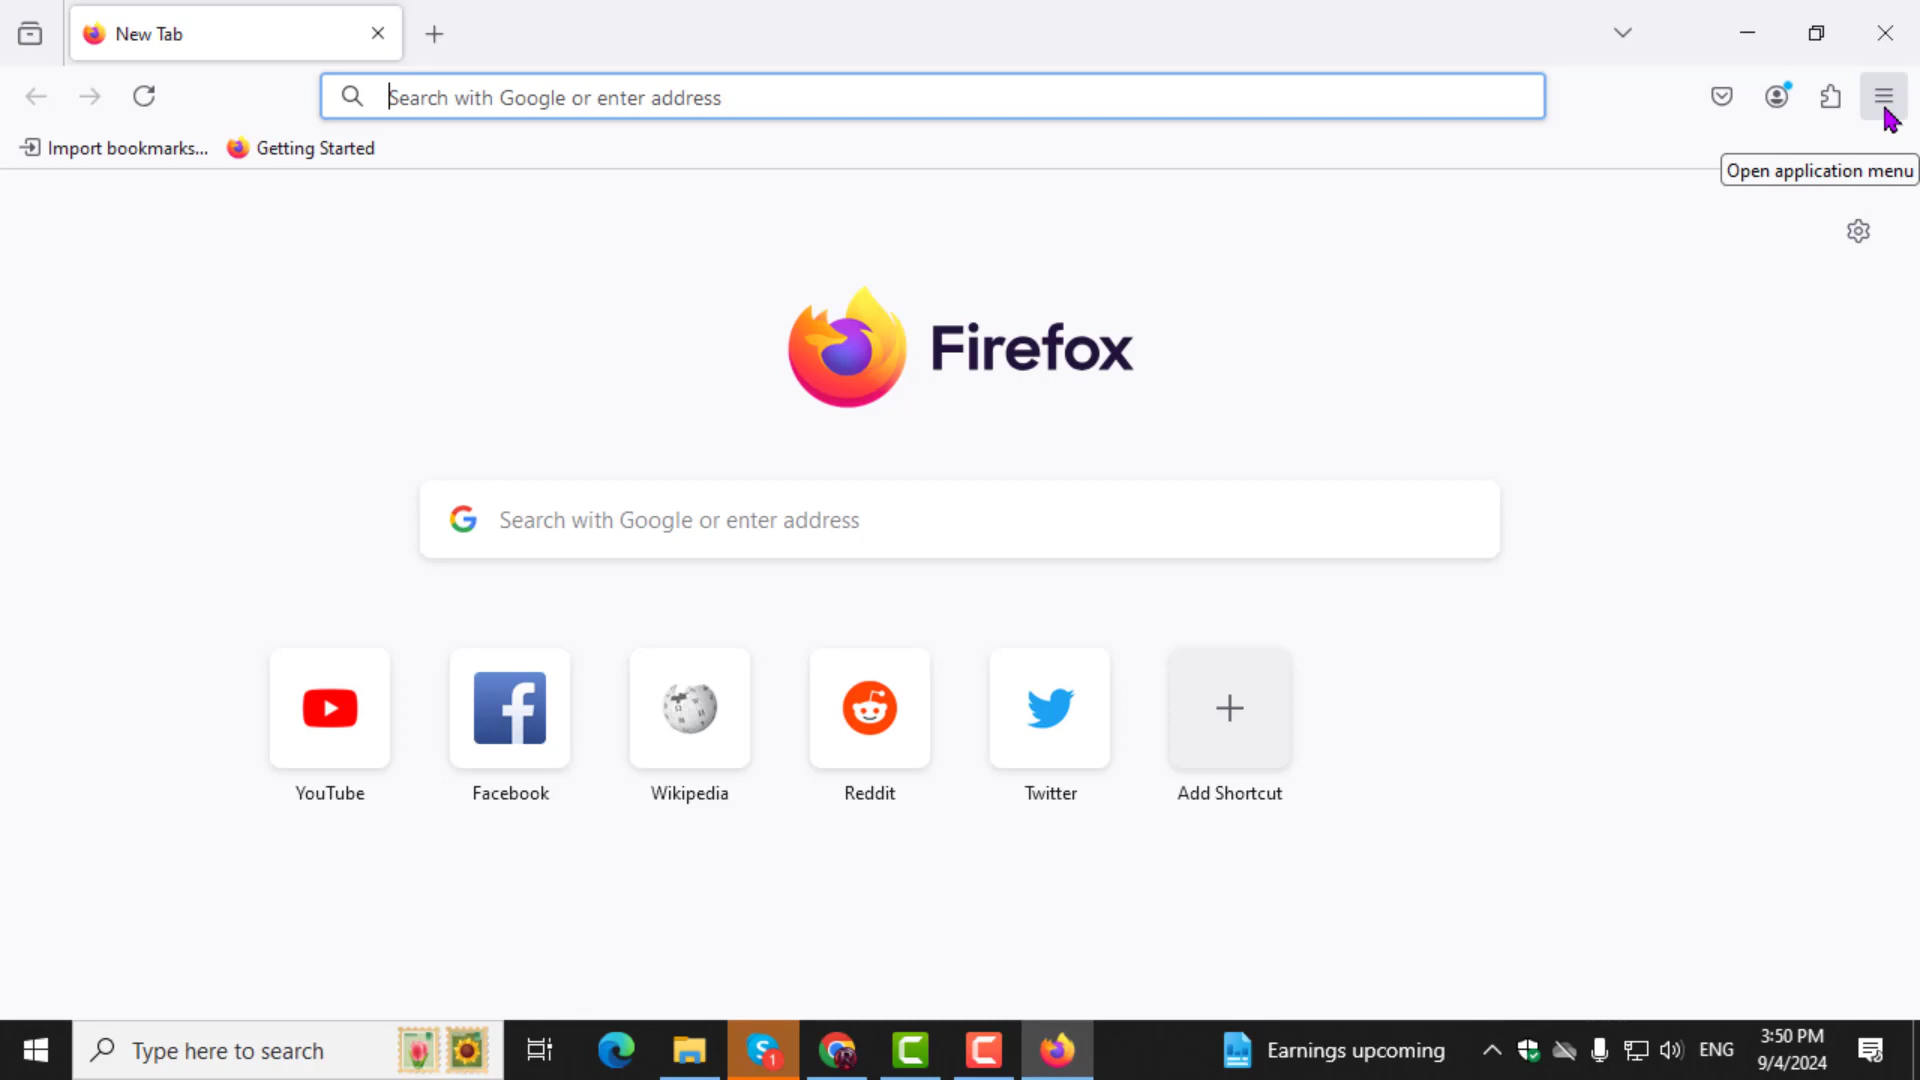 New Tab
Search with Google or enter address
Import bookmarks...
Getting Started
Open application menu
Firefox
Search with Google or enter address
YouTube
Facebook
Wikipedia
Reddit
Twitter
Add Shortcut
Type here to search
1
Earnings upcoming
ENG
3:50 PM
9/4/2024